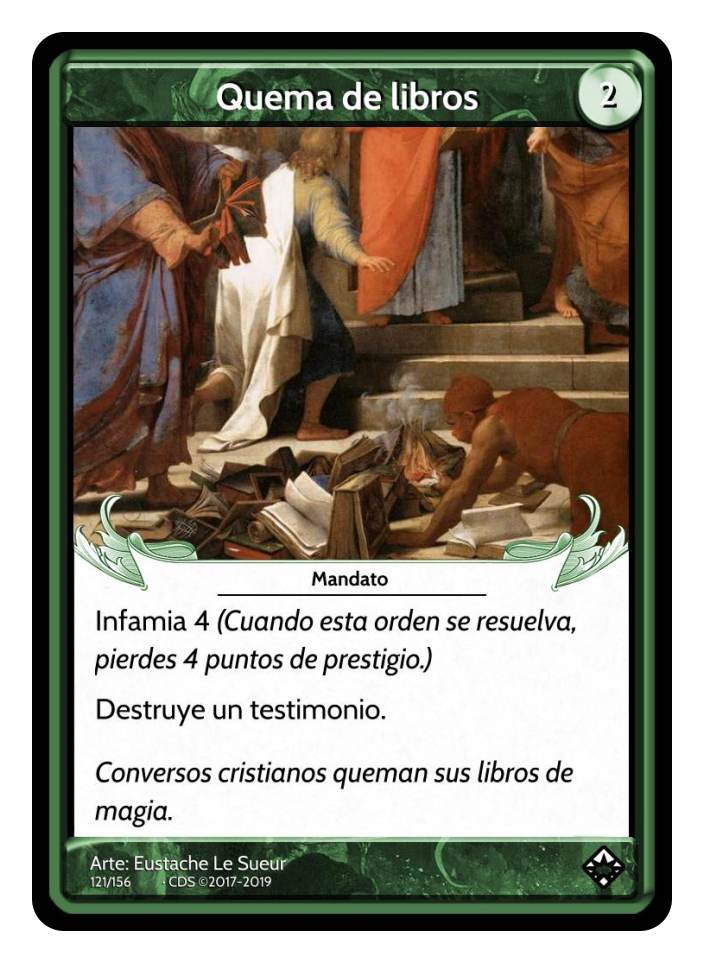 Quema de libros
2
Mandato
Infamia 4 (Cuando esta orden se resuelva,
pierdes 4 puntos de prestigio.)
Destruye un testimonio.
Conversos cristianos queman sus libros de
magia.
Arte: Eustache Le Sueur
121/156 · CDS ©2017-2019